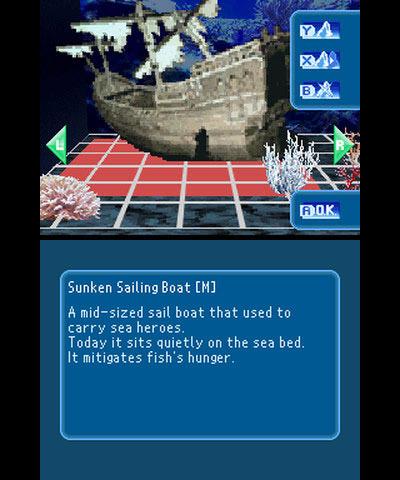 Y
X
B
L
R
A O.K.
Sunken Sailing Boat [M]
A mid-sized sail boat that used to
carry sea heroes.
Today it sits quietly on the sea bed.
It mitigates fish's hunger.